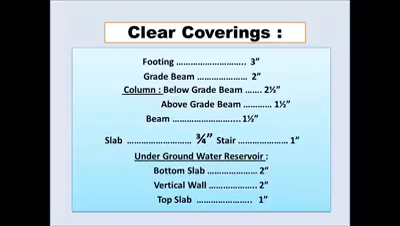 Clear Coverings :
Footing ……………………….. 3”
Grade Beam ………………… 2”
Column : Below Grade Beam ……. 2½”
Above Grade Beam ………… 1½”
Beam …………………….... 1½”
Slab ……………………… ¾” Stair ………………… 1”
Under Ground Water Reservoir :
Bottom Slab ………………… 2”
Vertical Wall ……………….. 2”
Top Slab ………………….. 1”